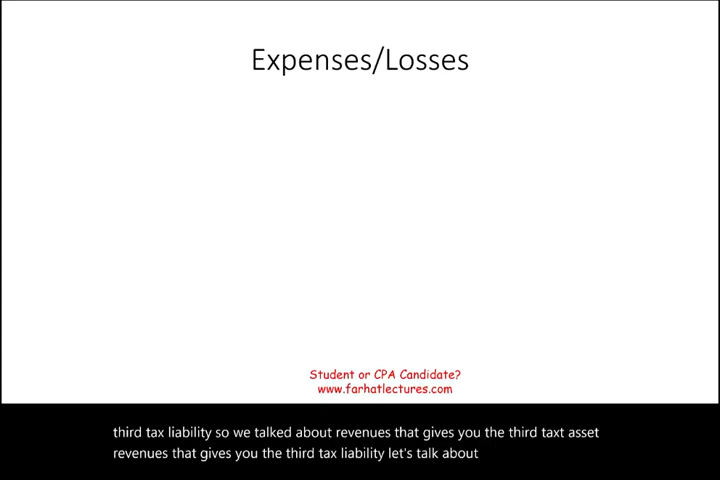 Expenses/Losses
Student or CPA Candidate?
www.farhatlectures.com
third tax liability so we talked about revenues that gives you the third taxt asset
revenues that gives you the third tax liability let's talk about